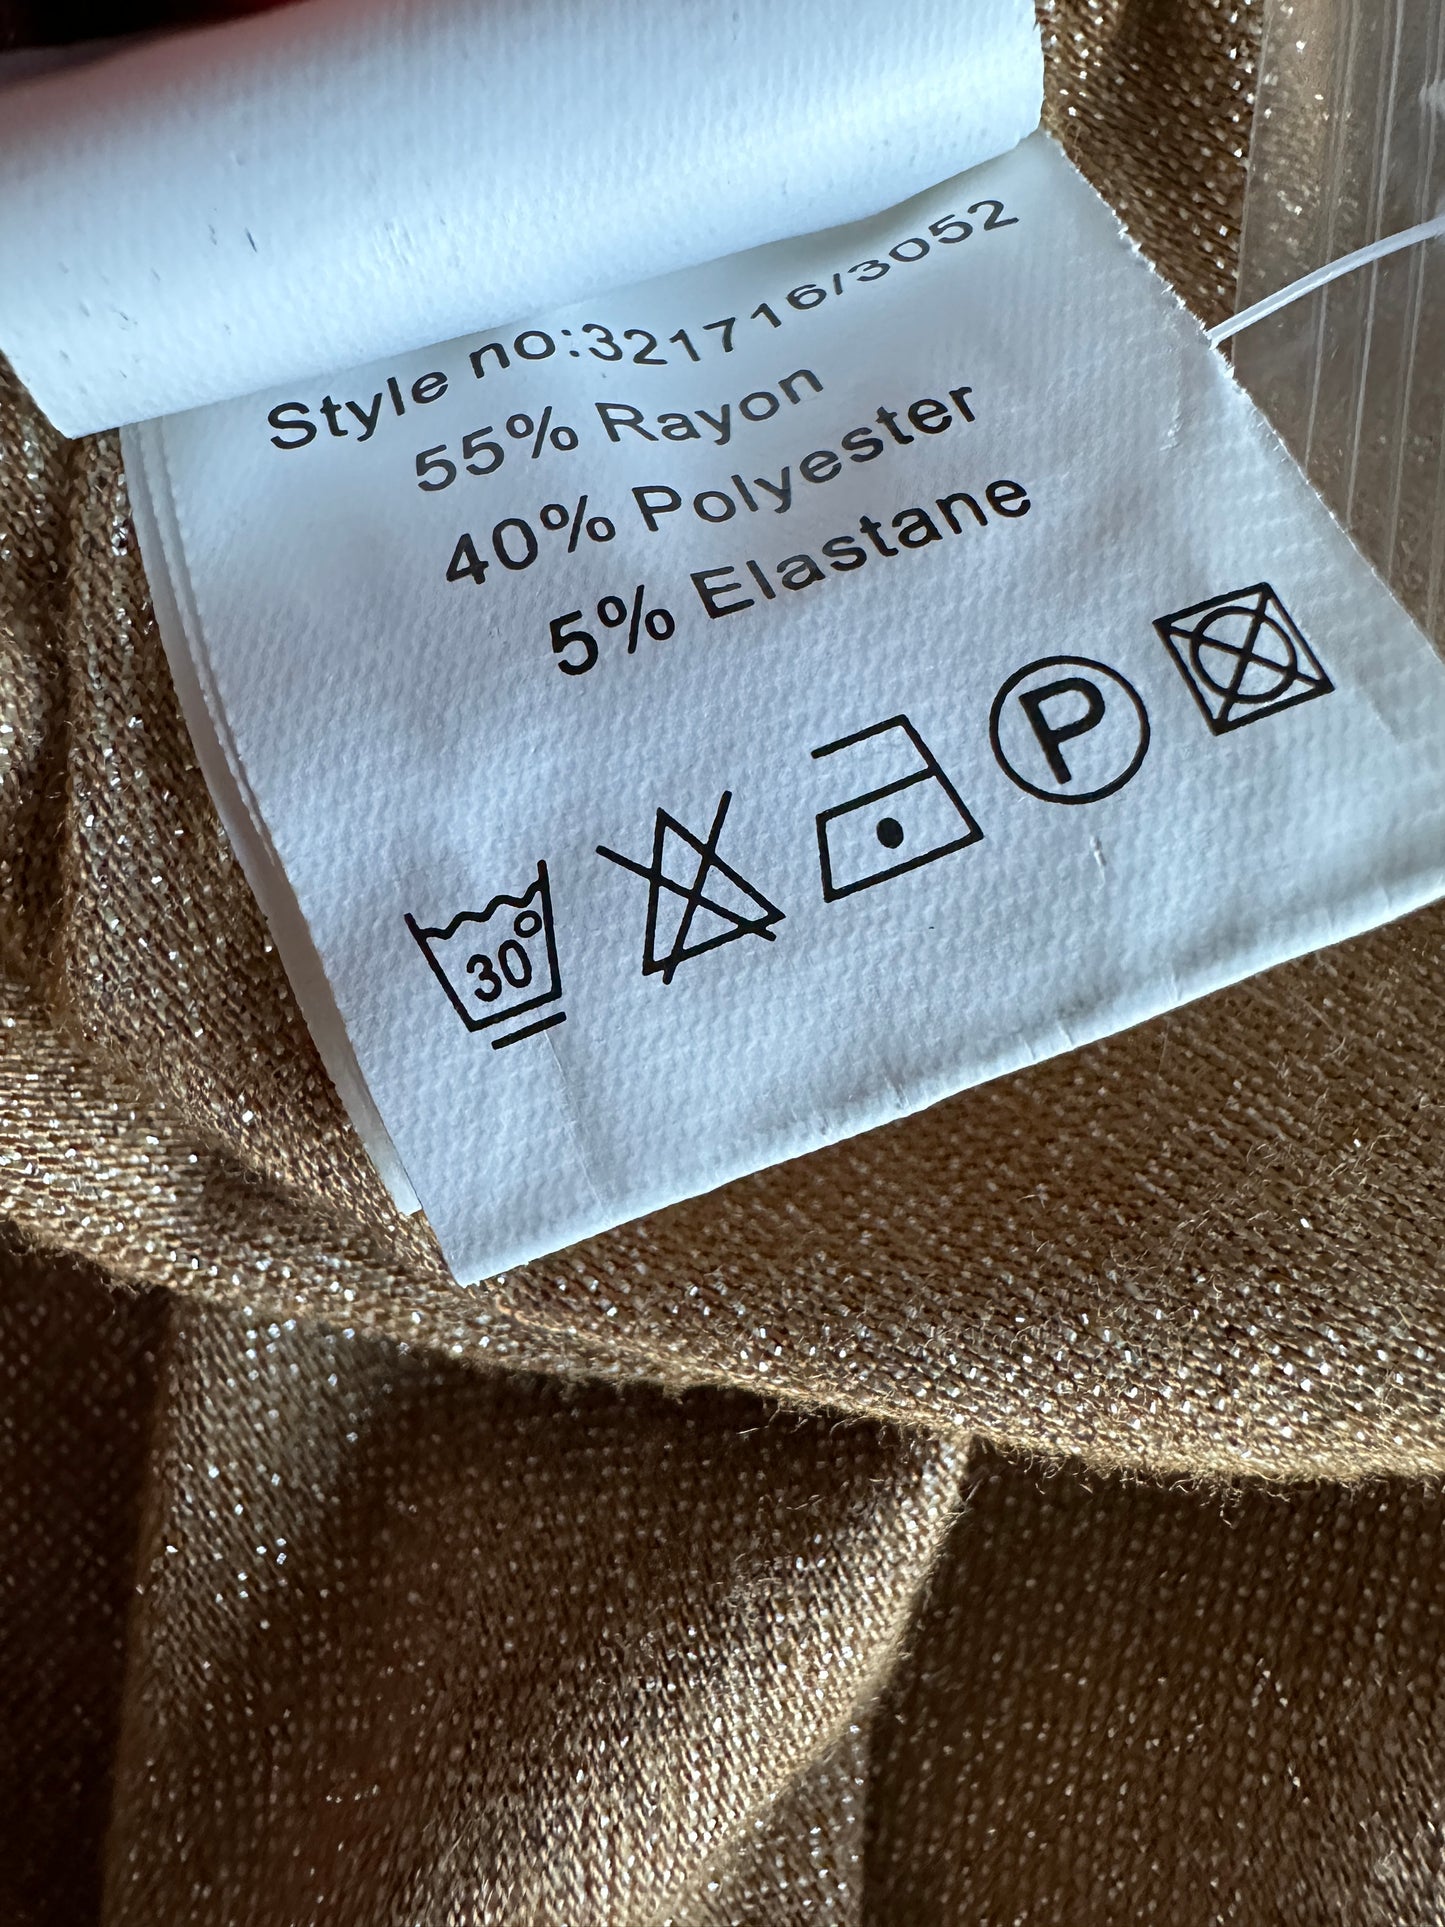 Style no:321716/3052
55% Rayon
40% Polyester
5% Elastane
30°
P